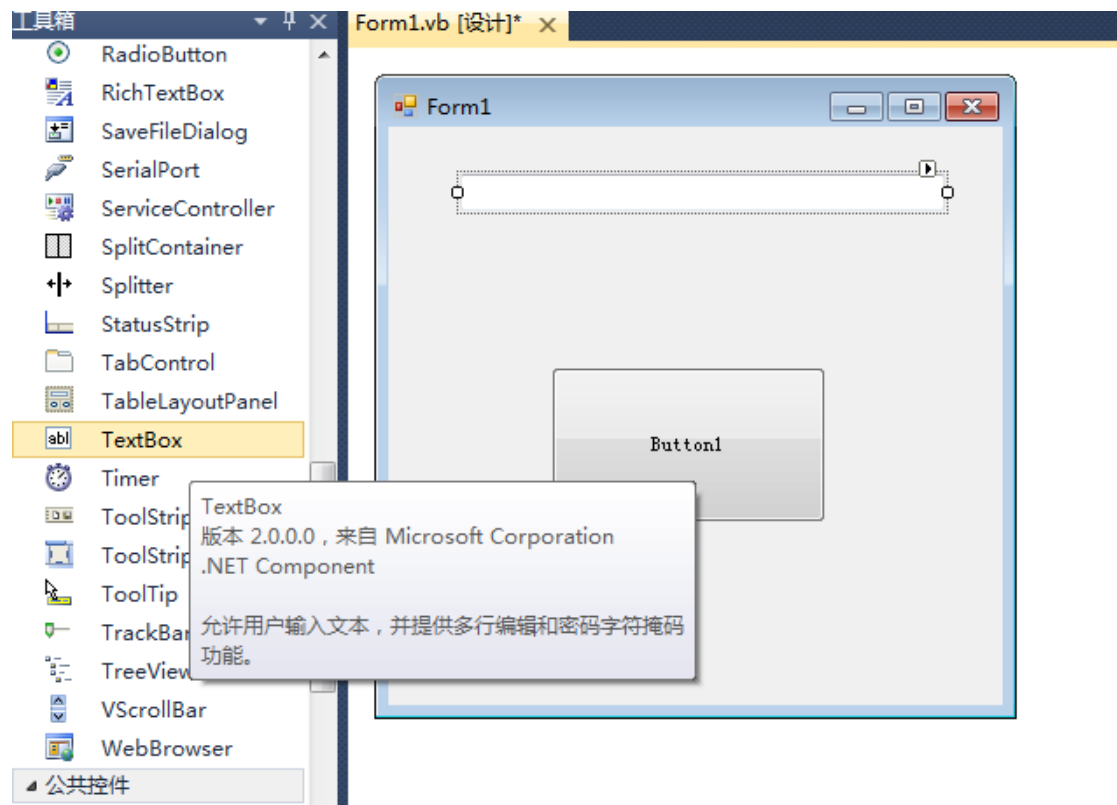 工具箱
Form1.vb [设计]*
RadioButton
RichTextBox
SaveFileDialog
SerialPort
ServiceController
SplitContainer
Splitter
StatusStrip
TabControl
TableLayoutPanel
abl TextBox
Timer
ToolStrip
ToolStrip
ToolTip
TrackBar
TreeView
VScrollBar
WebBrowser
公共控件
Form1
Button1
TextBox
版本 2.0.0.0，来自 Microsoft Corporation
.NET Component
允许用户输入文本，并提供多行编辑和密码字符掩码
功能。